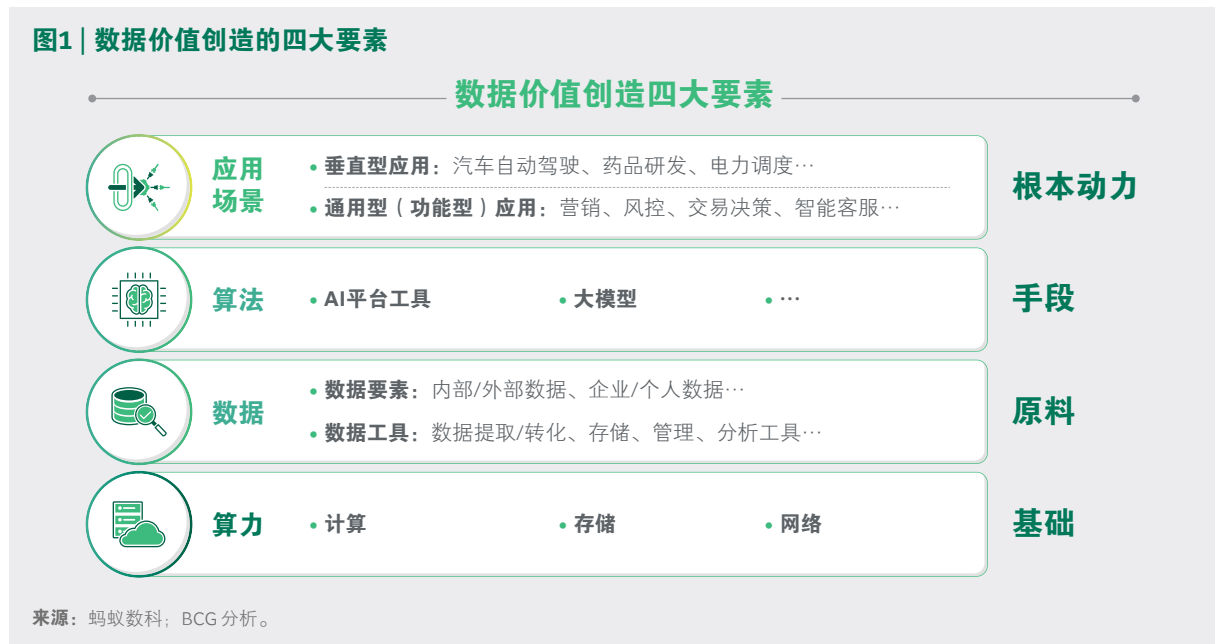 图1 | 数据价值创造的四大要素
数据价值创造四大要素
应用
场景
• 垂直型应用：汽车自动驾驶、药品研发、电力调度…
• 通用型（功能型）应用：营销、风控、交易决策、智能客服…
根本动力
算法
• AI平台工具
• 大模型
• …
手段
数据
• 数据要素：内部/外部数据、企业/个人数据…
• 数据工具：数据提取/转化、存储、管理、分析工具…
原料
算力
• 计算
• 存储
• 网络
基础
来源：蚂蚁数科；BCG 分析。